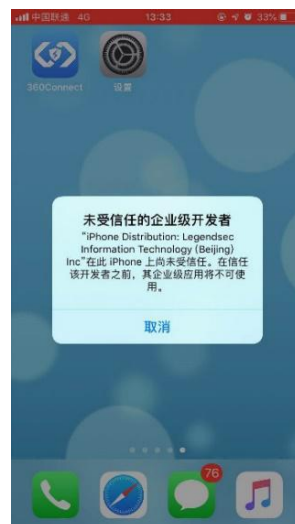 中国联通 4G 13:33 33%
360Connect 设置
未受信任的企业级开发者
“iPhone Distribution: Legendsec
Information Technology (Beijing)
Inc”在此 iPhone 上尚未受信任。在信任
该开发者之前，其企业级应用将不可使
用。
取消
76